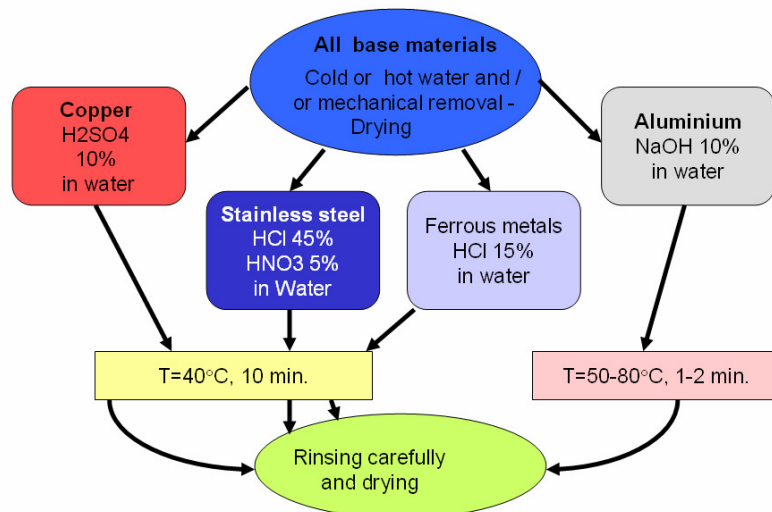 All base materials
Cold or hot water and /
or mechanical removal -
Drying
Copper
H2SO4
10%
in water
Aluminium
NaOH 10%
in water
Stainless steel
HCl 45%
HNO3 5%
in Water
Ferrous metals
HCl 15%
in water
T=40°C, 10 min.
T=50-80°C, 1-2 min.
Rinsing carefully
and drying